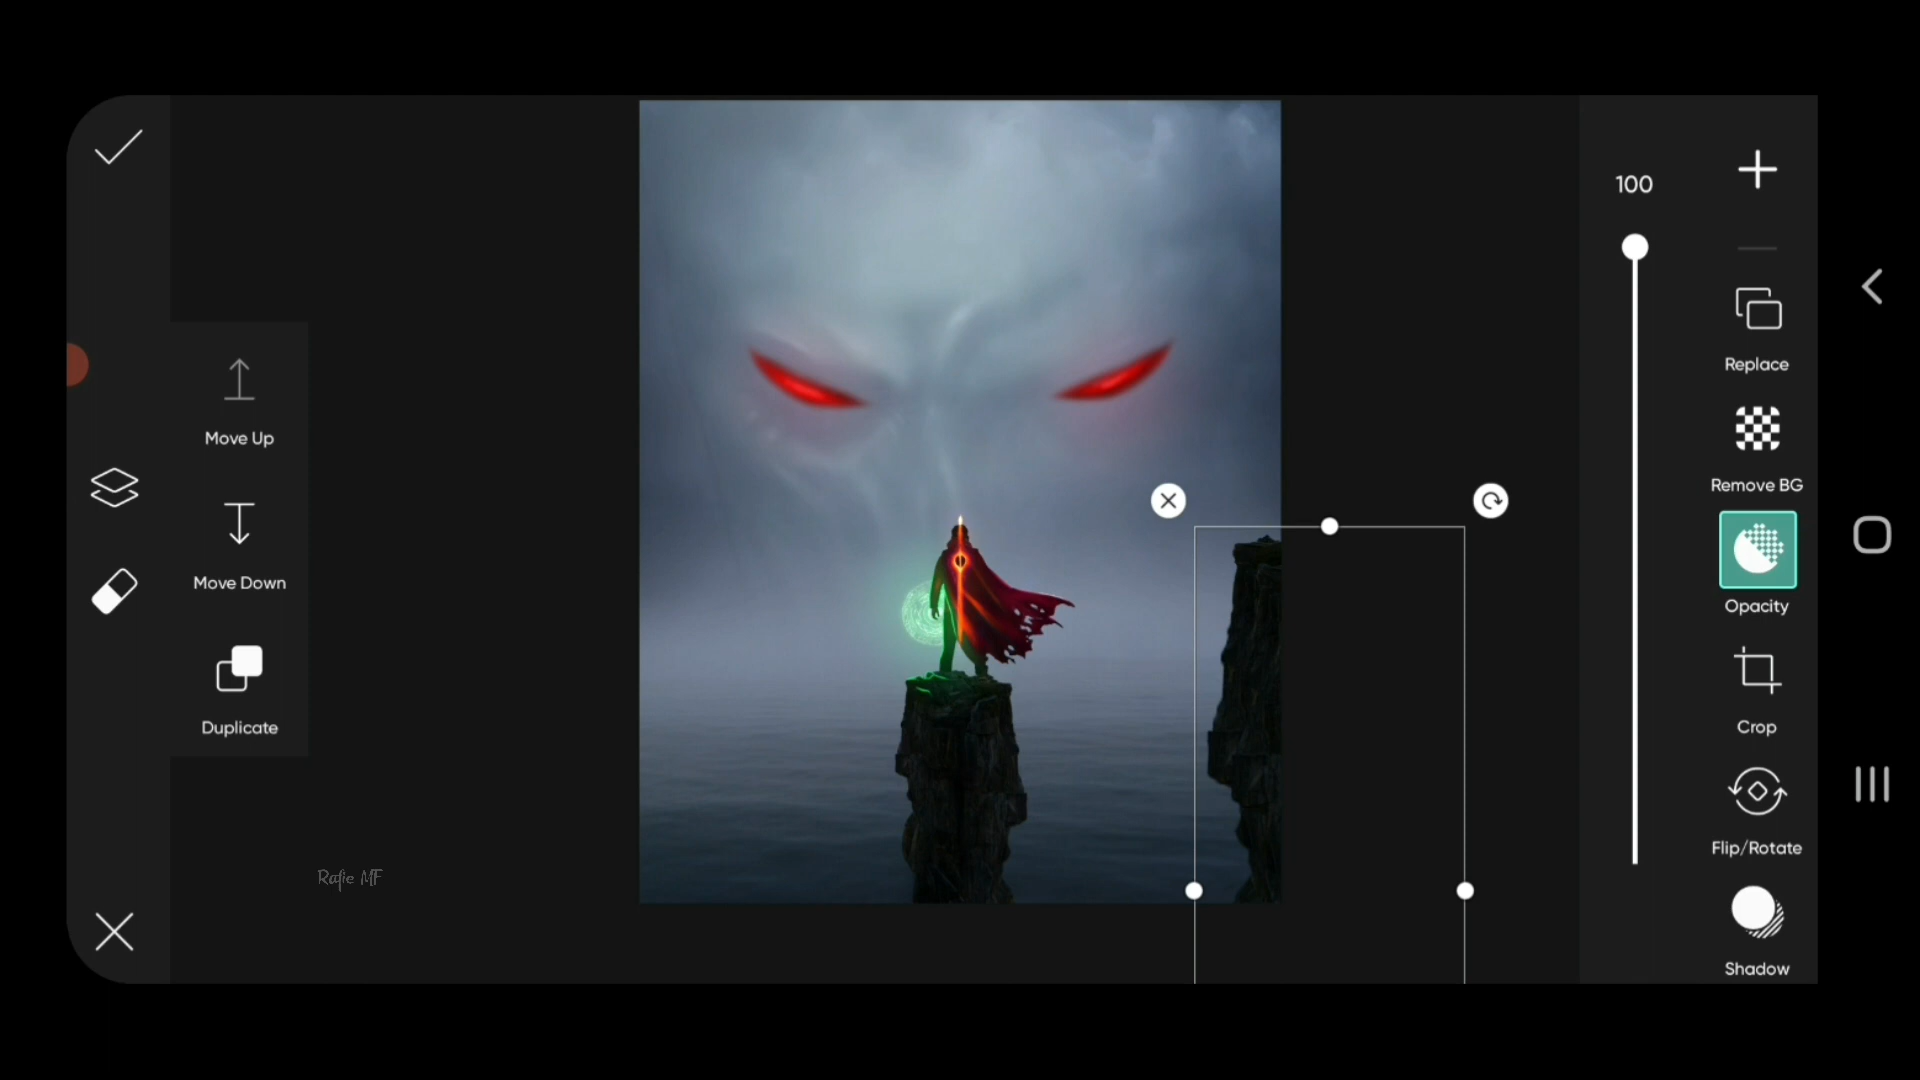 100
Replace
Move Up
Remove BG
Move Down
Opacity
Duplicate
Crop
Flip/Rotate
Rafie MF
Shadow